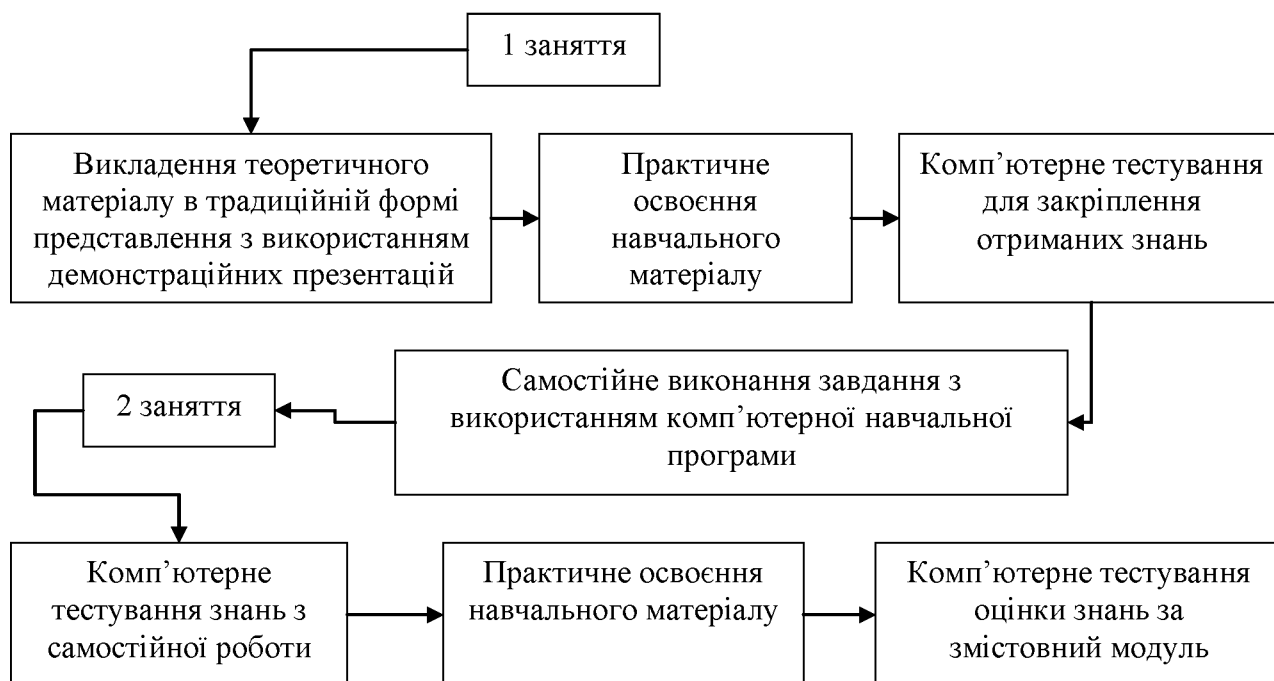 1 заняття
Викладення теоретичного
матеріалу в традиційній формі
представлення з використанням
демонстраційних презентацій
Практичне
освоєння
навчального
матеріалу
Комп’ютерне тестування
для закріплення
отриманих знань
Самостійне виконання завдання з
використанням комп’ютерної навчальної
програми
2 заняття
Комп’ютерне
тестування знань з
самостійної роботи
Практичне освоєння
навчального матеріалу
Комп’ютерне тестування
оцінки знань за
змістовний модуль